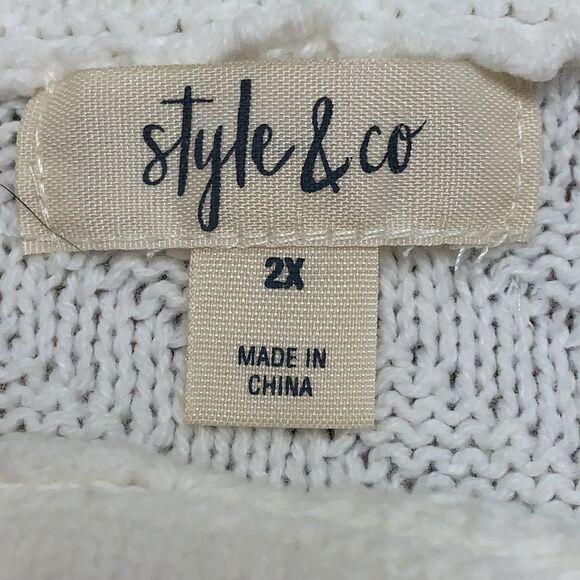 style & co
2X
MADE IN
CHINA